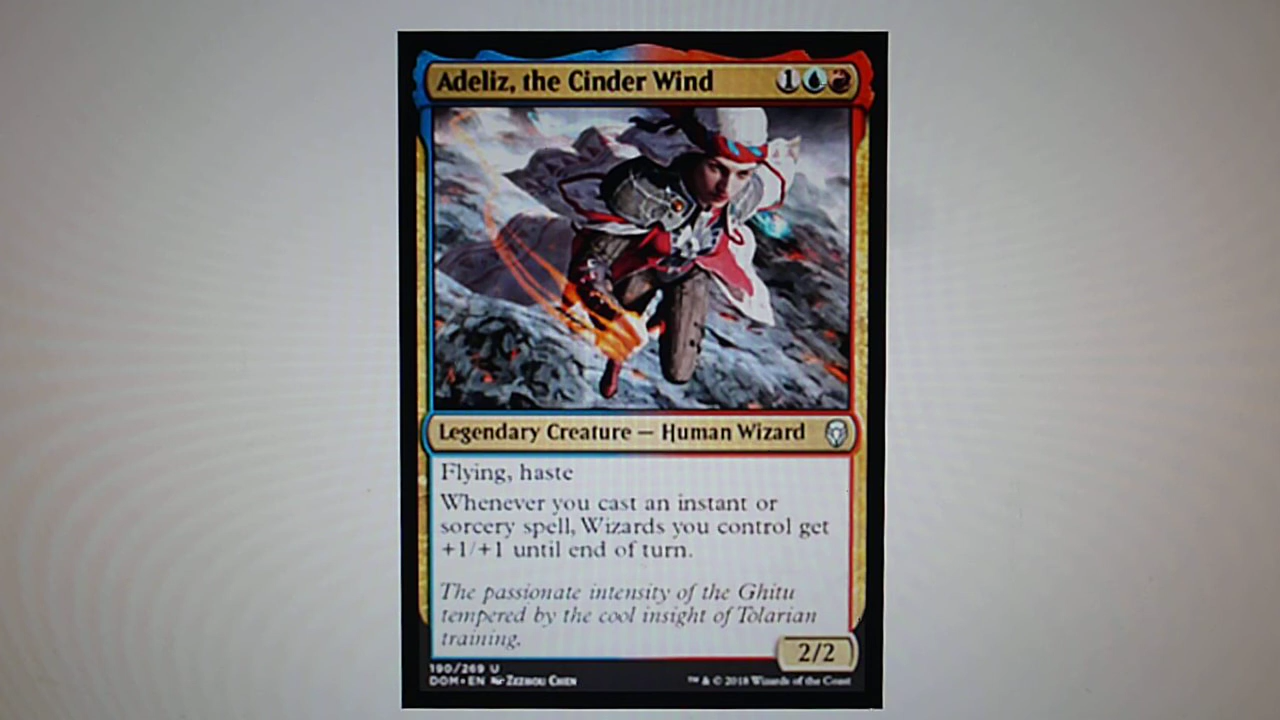 Adeliz, the Cinder Wind 1
Legendary Creature — Human Wizard
Flying, haste
Whenever you cast an instant or
sorcery spell, Wizards you control get
+1/+1 until end of turn.
The passionate intensity of the Ghitu
tempered by the cool insight of Tolarian
training.
2/2
190/269 U
DOM • EN Zezhou Chen
™ & © 2018 Wizards of the Coast